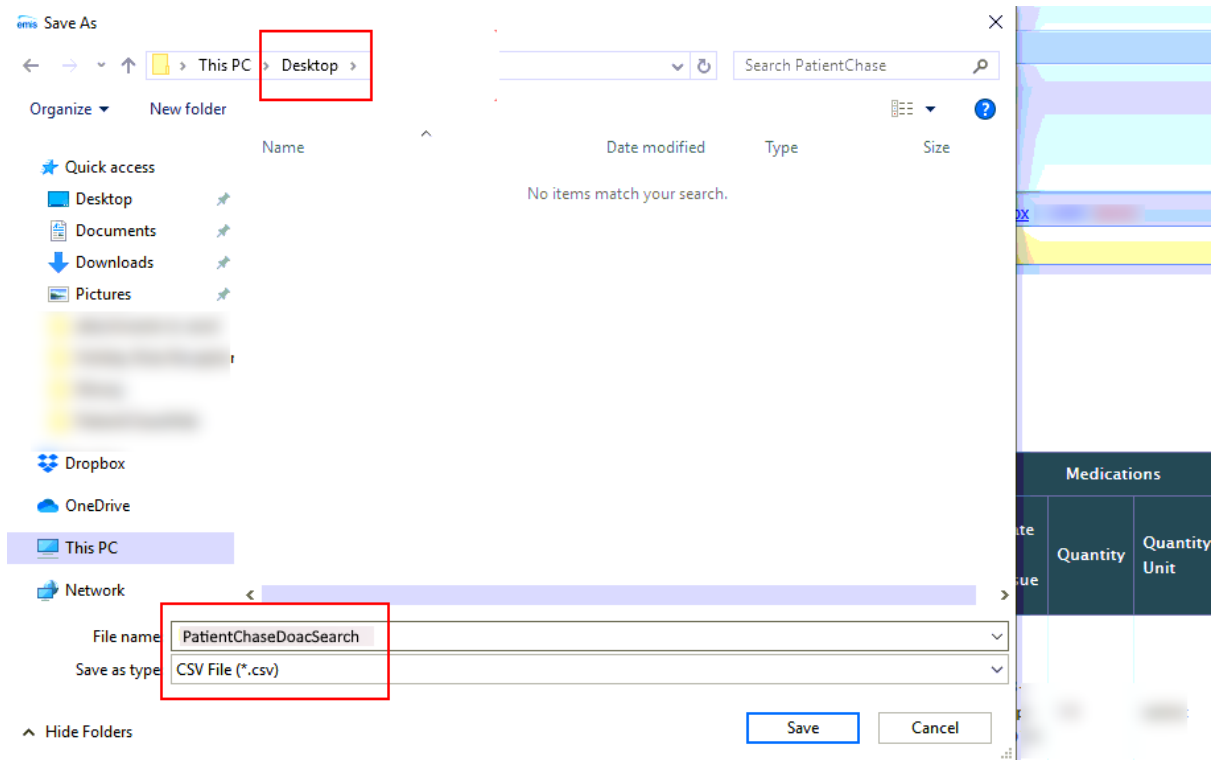 emis Save As
This PC > Desktop >
Search PatientChase
Organize
New folder
?
Name
Date modified
Type
Size
Quick access
Desktop
Documents
Downloads
Pictures
Dropbox
OneDrive
This PC
Network
No items match your search.
File name
PatientChaseDoacSearch
Save as type
CSV File (*.csv)
Hide Folders
Save
Cancel
Medications
Quantity
Quantity
Unit